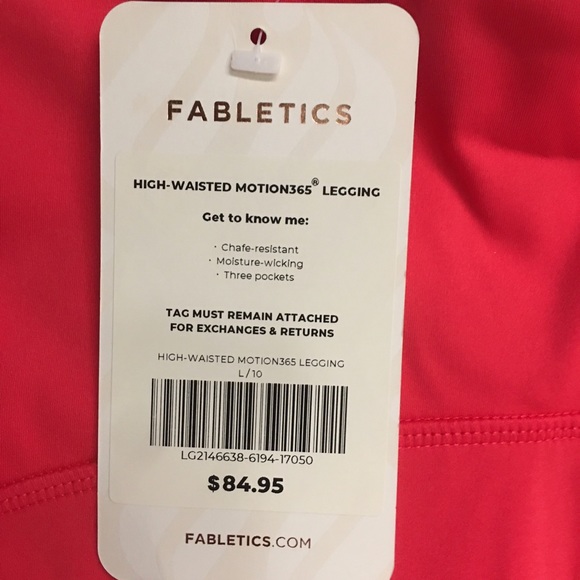 FABLETICS
HIGH-WAISTED MOTION365® LEGGING
Get to know me:
· Chafe-resistant
· Moisture-wicking
· Three pockets
TAG MUST REMAIN ATTACHED
FOR EXCHANGES & RETURNS
HIGH-WAISTED MOTION365 LEGGING
L / 10
LG2146638-6194-17050
$84.95
FABLETICS.COM